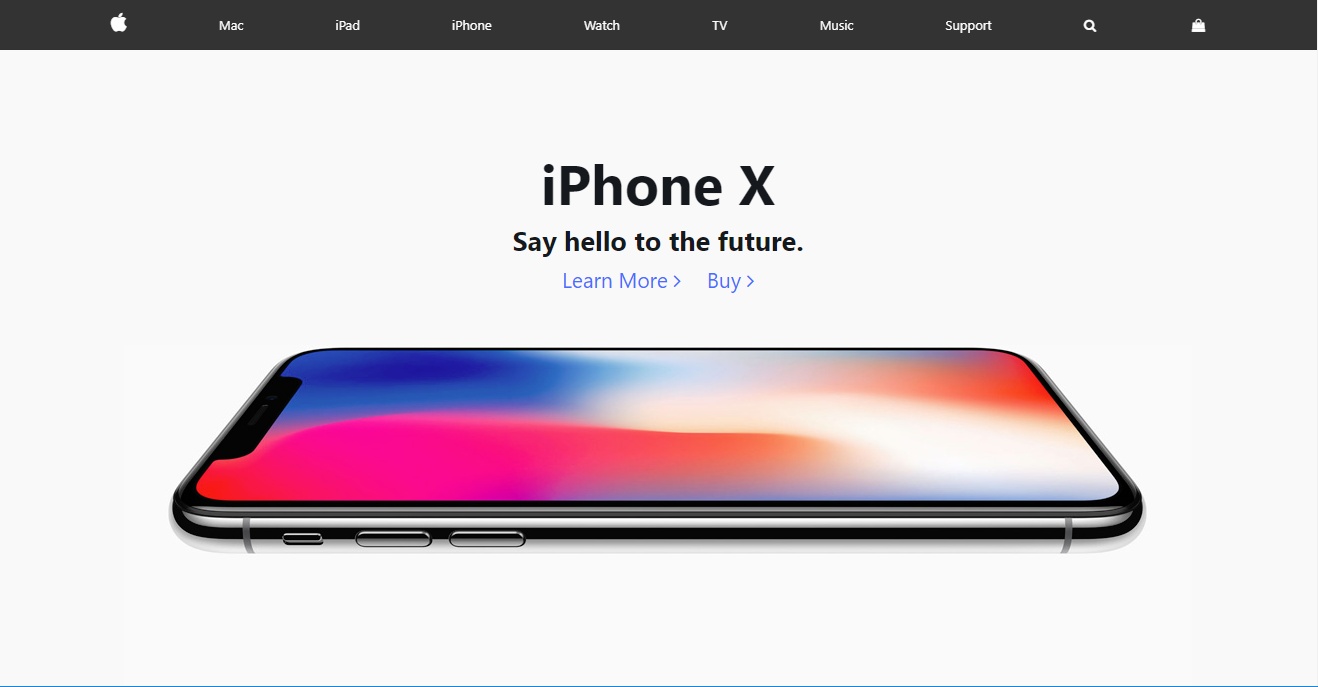 Mac iPad iPhone Watch TV Music Support
iPhone X
Say hello to the future.
Learn More > Buy >